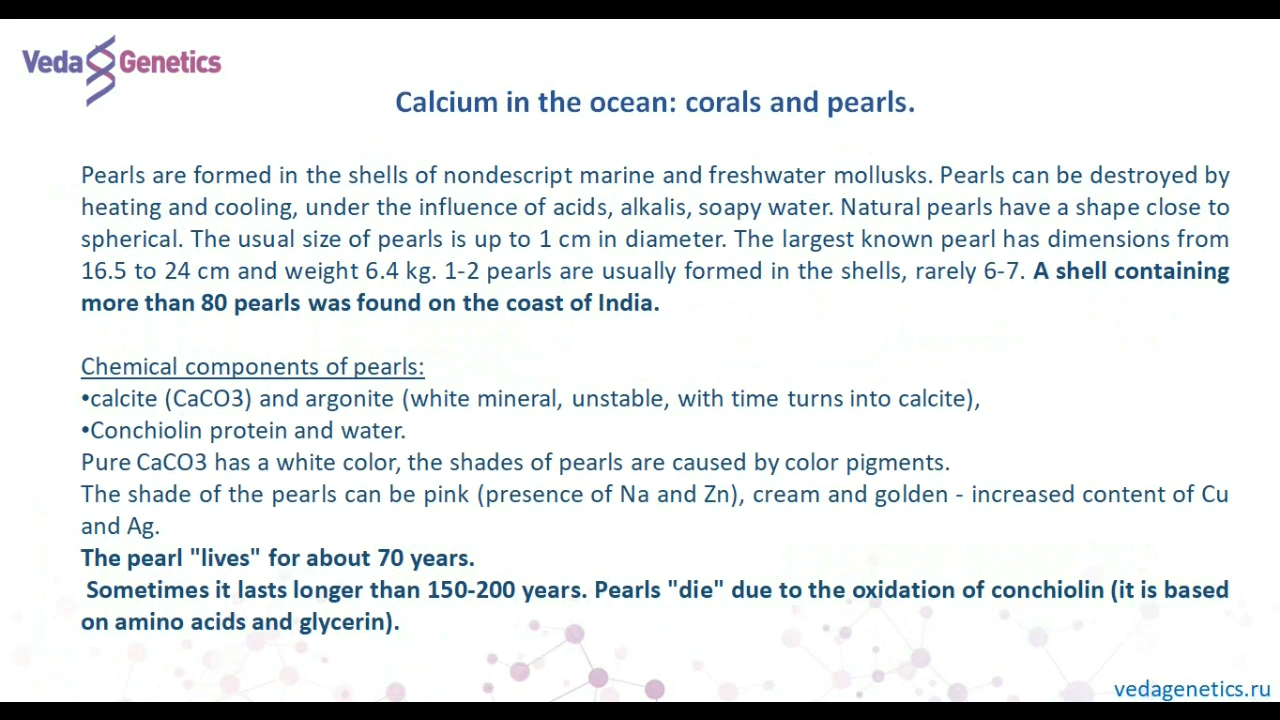 Veda Genetics
Calcium in the ocean: corals and pearls.
Pearls are formed in the shells of nondescript marine and freshwater mollusks. Pearls can be destroyed by
heating and cooling, under the influence of acids, alkalis, soapy water. Natural pearls have a shape close to
spherical. The usual size of pearls is up to 1 cm in diameter. The largest known pearl has dimensions from
16.5 to 24 cm and weight 6.4 kg. 1-2 pearls are usually formed in the shells, rarely 6-7. A shell containing
more than 80 pearls was found on the coast of India.
Chemical components of pearls:
•calcite (CaCO3) and argonite (white mineral, unstable, with time turns into calcite),
•Conchiolin protein and water.
Pure CaCO3 has a white color, the shades of pearls are caused by color pigments.
The shade of the pearls can be pink (presence of Na and Zn), cream and golden - increased content of Cu
and Ag.
The pearl "lives" for about 70 years.
Sometimes it lasts longer than 150-200 years. Pearls "die" due to the oxidation of conchiolin (it is based
on amino acids and glycerin).
vedagenetics.ru